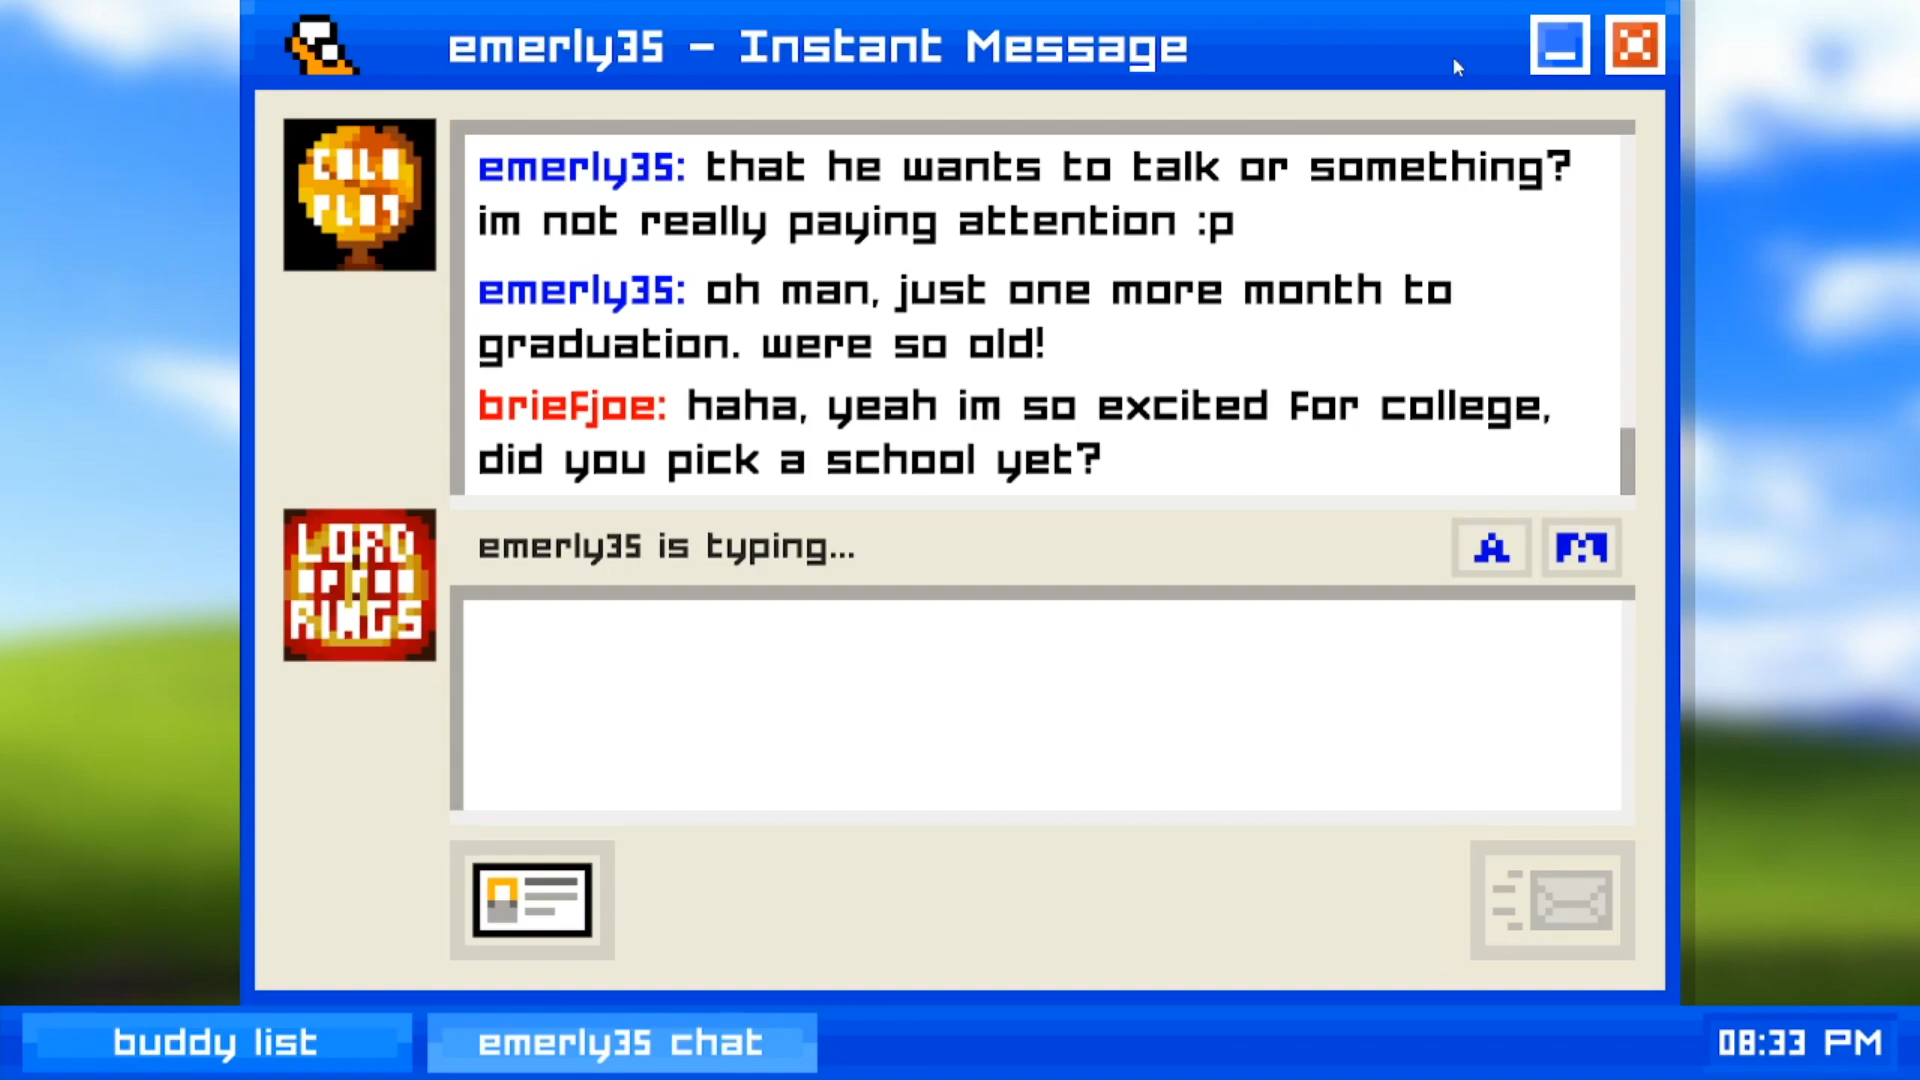 emerly35 - Instant Message
COLD
PLAY
emerly35: that he wants to talk or something?
im not really paying attention :p
emerly35: oh man, just one more month to
graduation. were so old!
briefjoe: haha, yeah im so excited for college,
did you pick a school yet?
LORD
RINGS
emerly35 is typing...
A
buddy list
emerly35 chat
08:33 PM